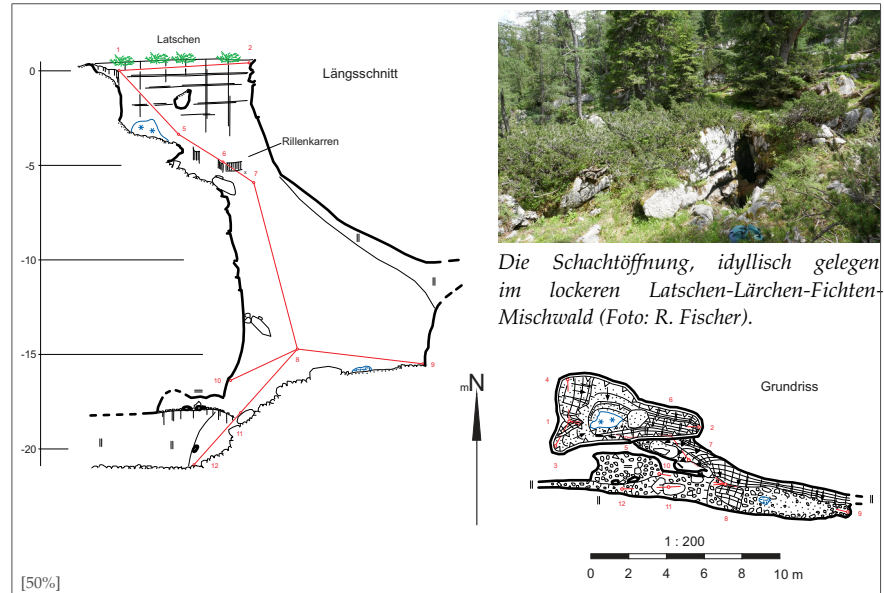 Latschen
1
2
Längsschnitt
0
5
Rillenkarren
6
-5
7
-10
-15
8
9
10
11
-20
12
[50%]
Die Schachtöffnung, idyllisch gelegen
im lockeren Latschen-Lärchen-Fichten-
Mischwald (Foto: R. Fischer).
mN
Grundriss
4
6
1
2
3
5
7
10
12
11
8
9
1 : 200
0 2 4 6 8 10 m